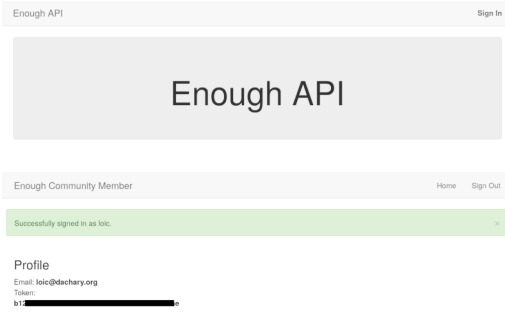 Enough API
Sign In
Enough API
Enough Community Member
Home Sign Out
Successfully signed in as loic.
×
Profile
Email: loic@dachary.org
Token:
b12 e